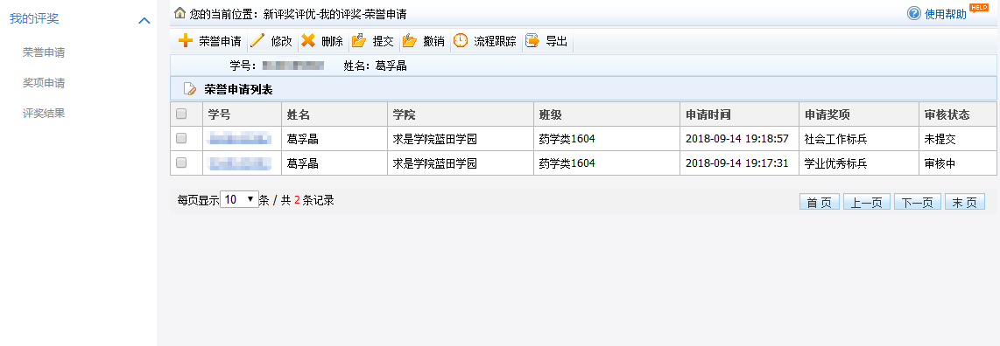 我的评奖
荣誉申请
奖项申请
评奖结果
您的当前位置：新评奖评优-我的评奖-荣誉申请 使用帮助 HELP
荣誉申请 修改 删除 提交 撤销 流程跟踪 导出
学号： 姓名：葛孚晶
荣誉申请列表
学号 姓名 学院 班级 申请时间 申请奖项 审核状态
葛孚晶 求是学院蓝田学园 药学类1604 2018-09-14 19:18:57 社会工作标兵 未提交
葛孚晶 求是学院蓝田学园 药学类1604 2018-09-14 19:17:31 学业优秀标兵 审核中
每页显示 10 条 / 共 2 条记录 首 页 上一页 下一页 末 页